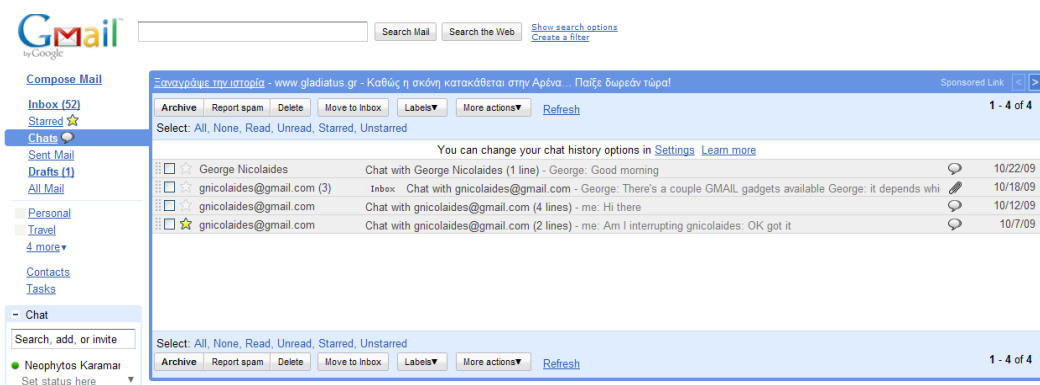 Gmail
by Google
Search Mail Search the Web Show search options
Create a filter
Compose Mail
Inbox (52)
Starred
Chats
Sent Mail
Drafts (1)
All Mail
Personal
Travel
4 more▾
Contacts
Tasks
− Chat
Search, add, or invite
Neophytos Karamar
Set status here ▼
Ξαναγράψε την ιστορία - www.gladiatus.gr - Καθώς η σκόνη κατακάθεται στην Αρένα... Παίξε δωρεάν τώρα! Sponsored Link < >
Archive Report spam Delete Move to Inbox Labels▼ More actions▼ Refresh 1 - 4 of 4
Select: All, None, Read, Unread, Starred, Unstarred
You can change your chat history options in Settings Learn more
George Nicolaides Chat with George Nicolaides (1 line) - George: Good morning 10/22/09
gnicolaides@gmail.com (3) Inbox Chat with gnicolaides@gmail.com - George: There's a couple GMAIL gadgets available George: it depends whi 10/18/09
gnicolaides@gmail.com Chat with gnicolaides@gmail.com (4 lines) - me: Hi there 10/12/09
gnicolaides@gmail.com Chat with gnicolaides@gmail.com (2 lines) - me: Am I interrupting gnicolaides: OK got it 10/7/09
Select: All, None, Read, Unread, Starred, Unstarred
Archive Report spam Delete Move to Inbox Labels▼ More actions▼ Refresh 1 - 4 of 4